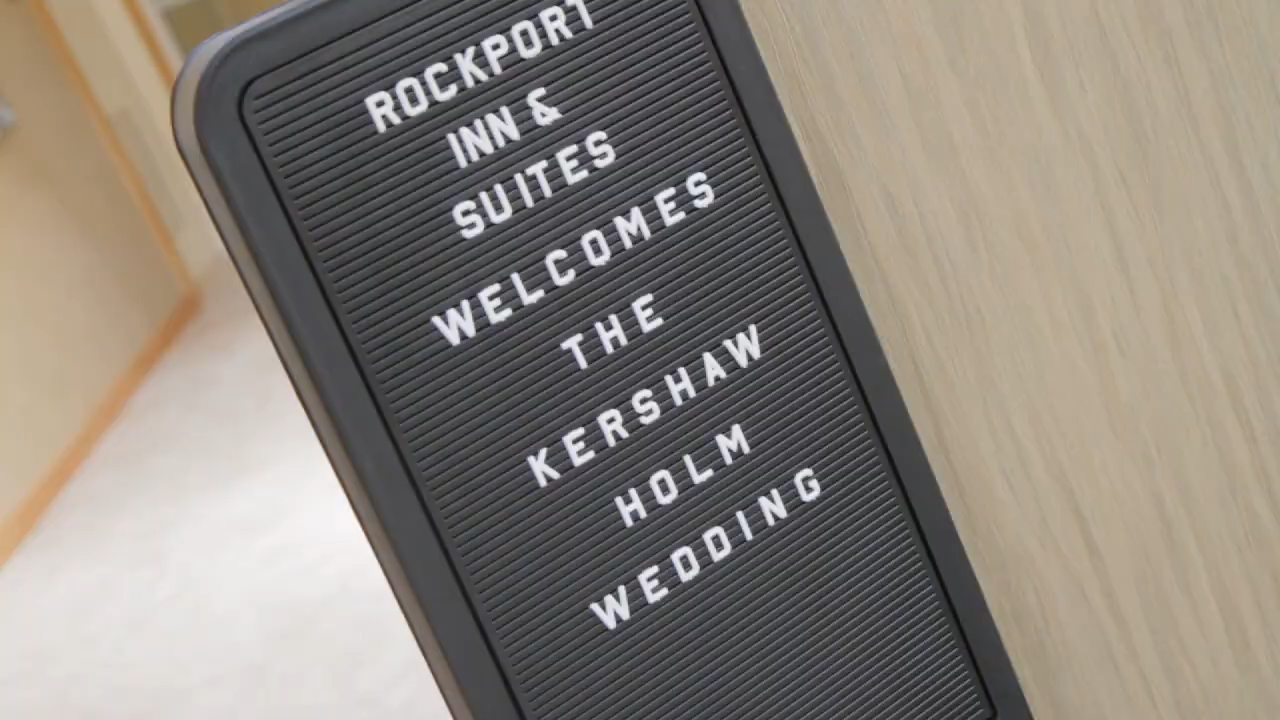 ROCKPORT
INN &
SUITES
WELCOMES
THE
KERSHAW
HOLM
WEDDING